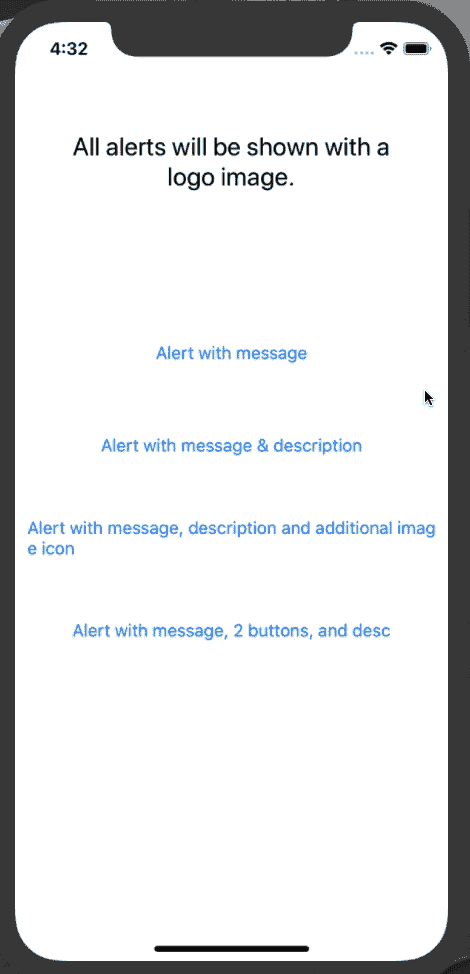 4:32
All alerts will be shown with a
logo image.
Alert with message
Alert with message & description
Alert with message, description and additional imag
e icon
Alert with message, 2 buttons, and desc